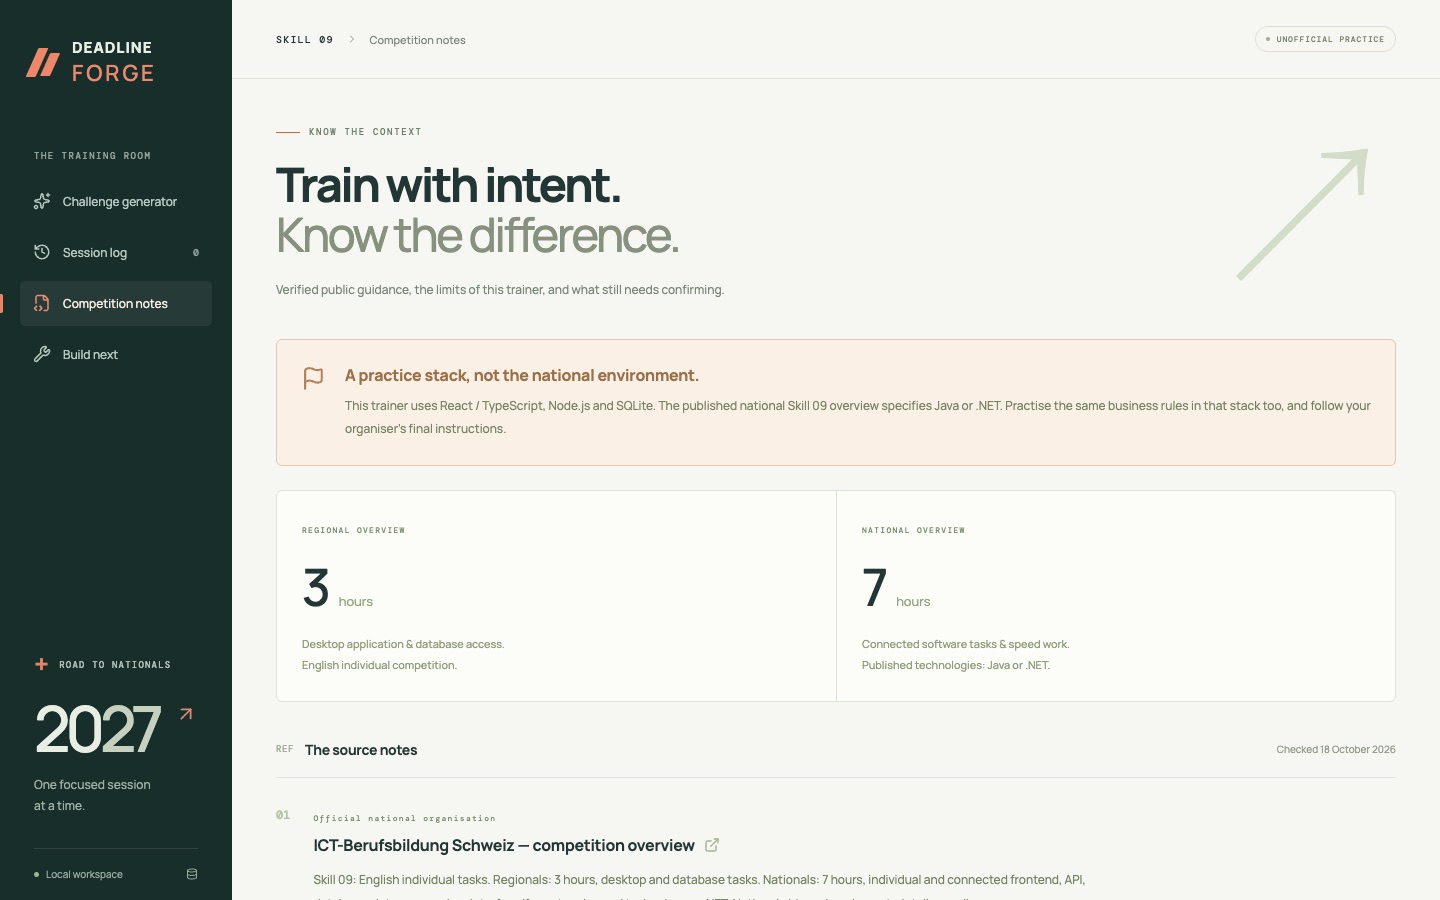 DEADLINE
FORGE
THE TRAINING ROOM
Challenge generator
Session log 0
Competition notes
Build next
ROAD TO NATIONALS
2027
One focused session
at a time.
Local workspace
SKILL 09 > Competition notes
UNOFFICIAL PRACTICE
KNOW THE CONTEXT
Train with intent.
Know the difference.
Verified public guidance, the limits of this trainer, and what still needs confirming.
A practice stack, not the national environment.
This trainer uses React / TypeScript, Node.js and SQLite. The published national Skill 09 overview specifies Java or .NET. Practise the same business rules in that stack too, and follow your
organiser's final instructions.
REGIONAL OVERVIEW
3 hours
Desktop application & database access.
English individual competition.
NATIONAL OVERVIEW
7 hours
Connected software tasks & speed work.
Published technologies: Java or .NET.
REF The source notes
Checked 18 October 2026
01
Official national organisation
ICT-Berufsbildung Schweiz — competition overview
Skill 09: English individual tasks. Regionals: 3 hours, desktop and database tasks. Nationals: 7 hours, individual and connected frontend, API,